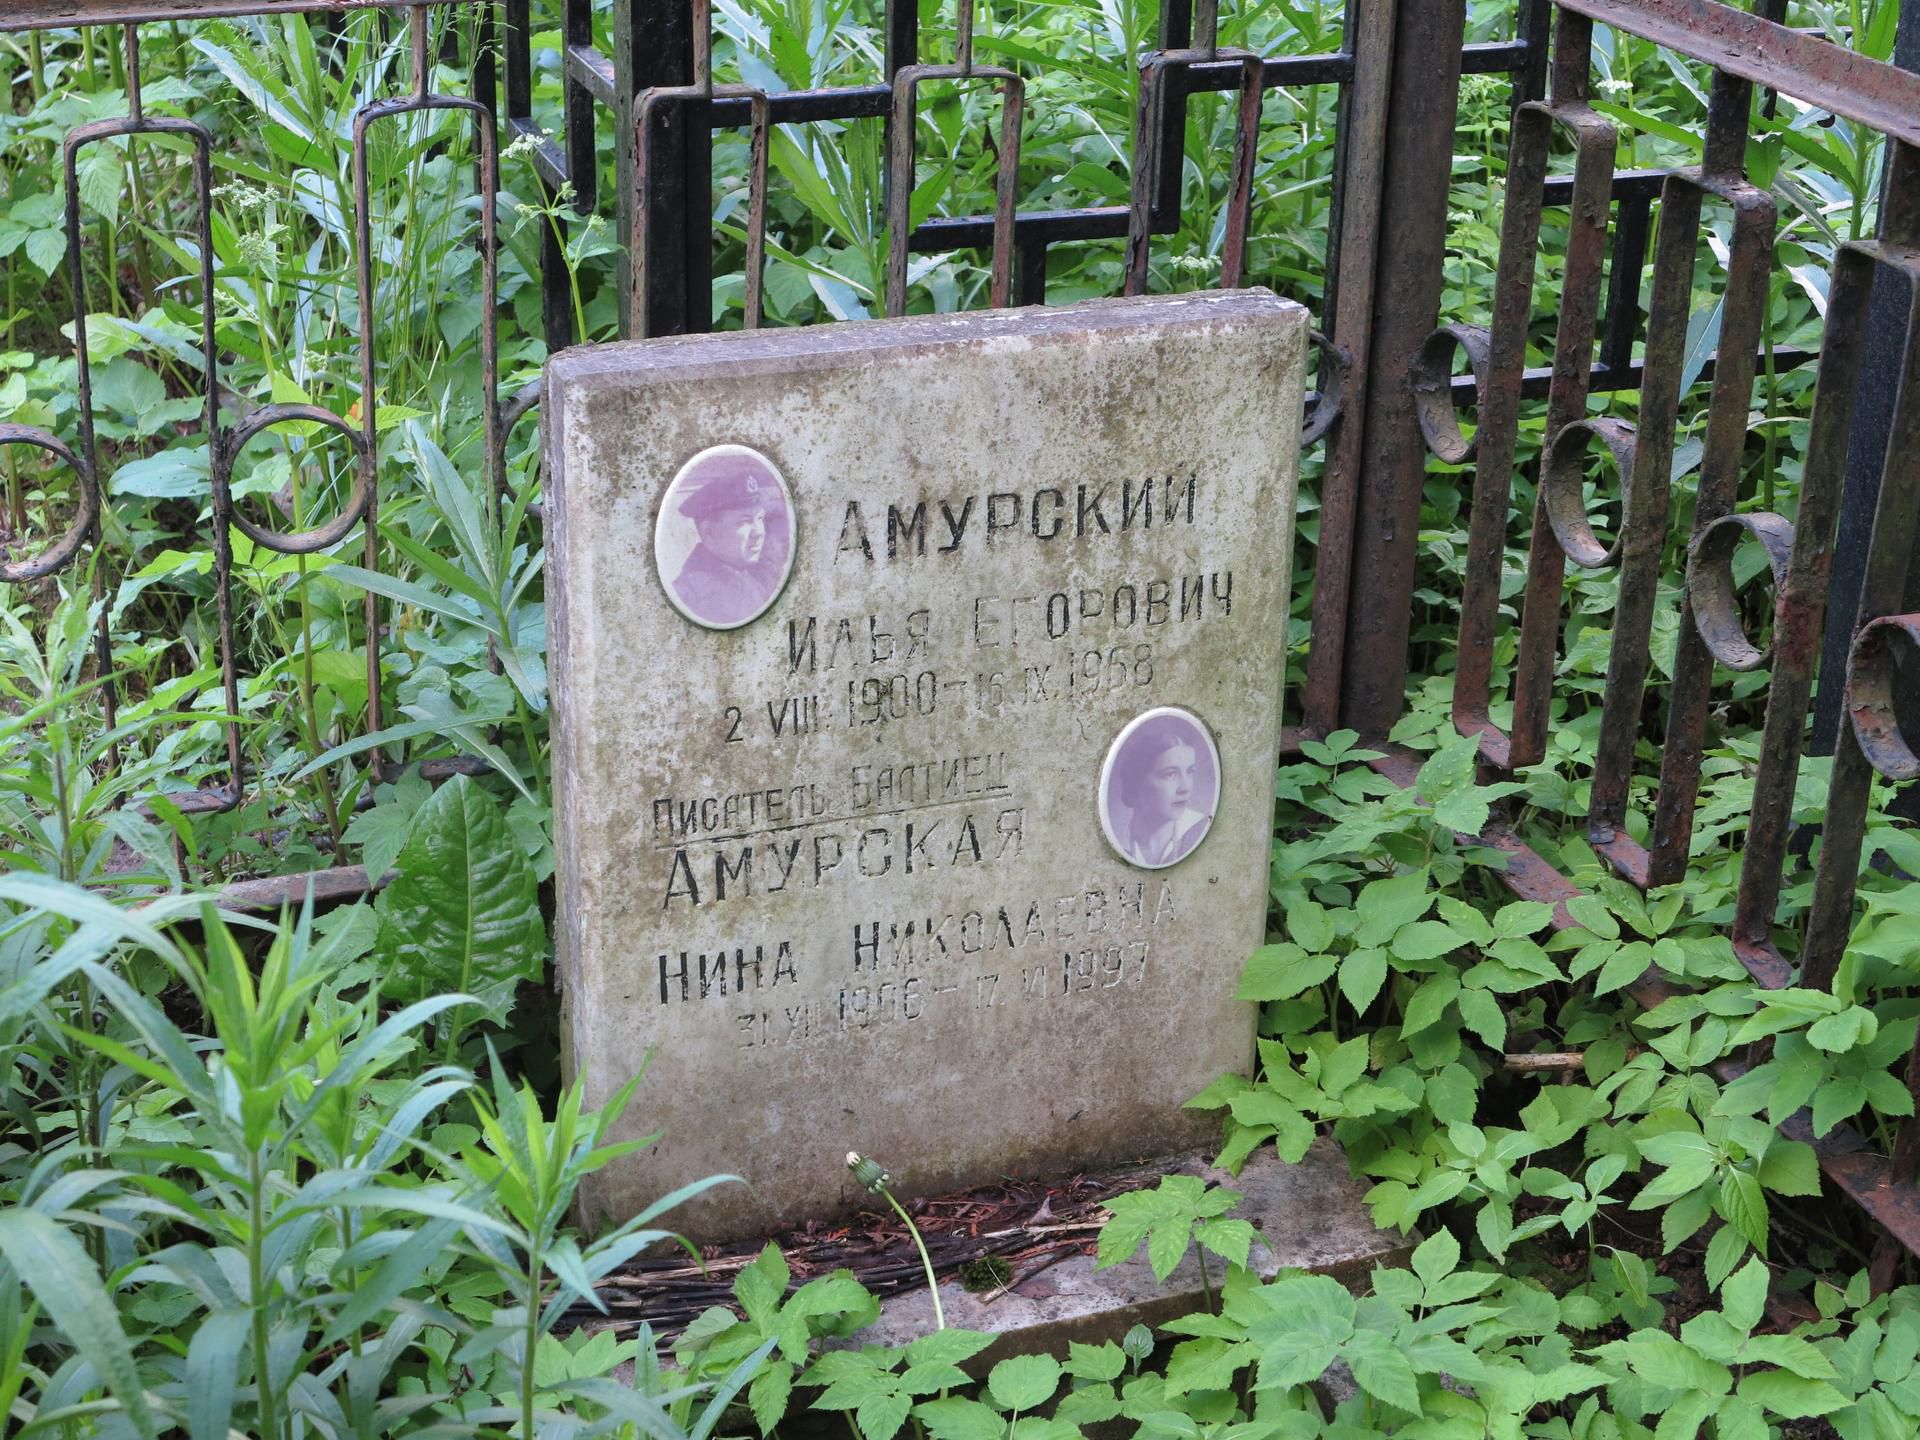 АМУРСКИЙ
ИЛЬЯ ЕГОРОВИЧ
2 VIII. 1900 – 16. IX. 1968
ПИСАТЕЛЬ БАЛТИЕЦ
АМУРСКАЯ
НИНА НИКОЛАЕВНА
31. XII 1906 – 17. VI. 1997